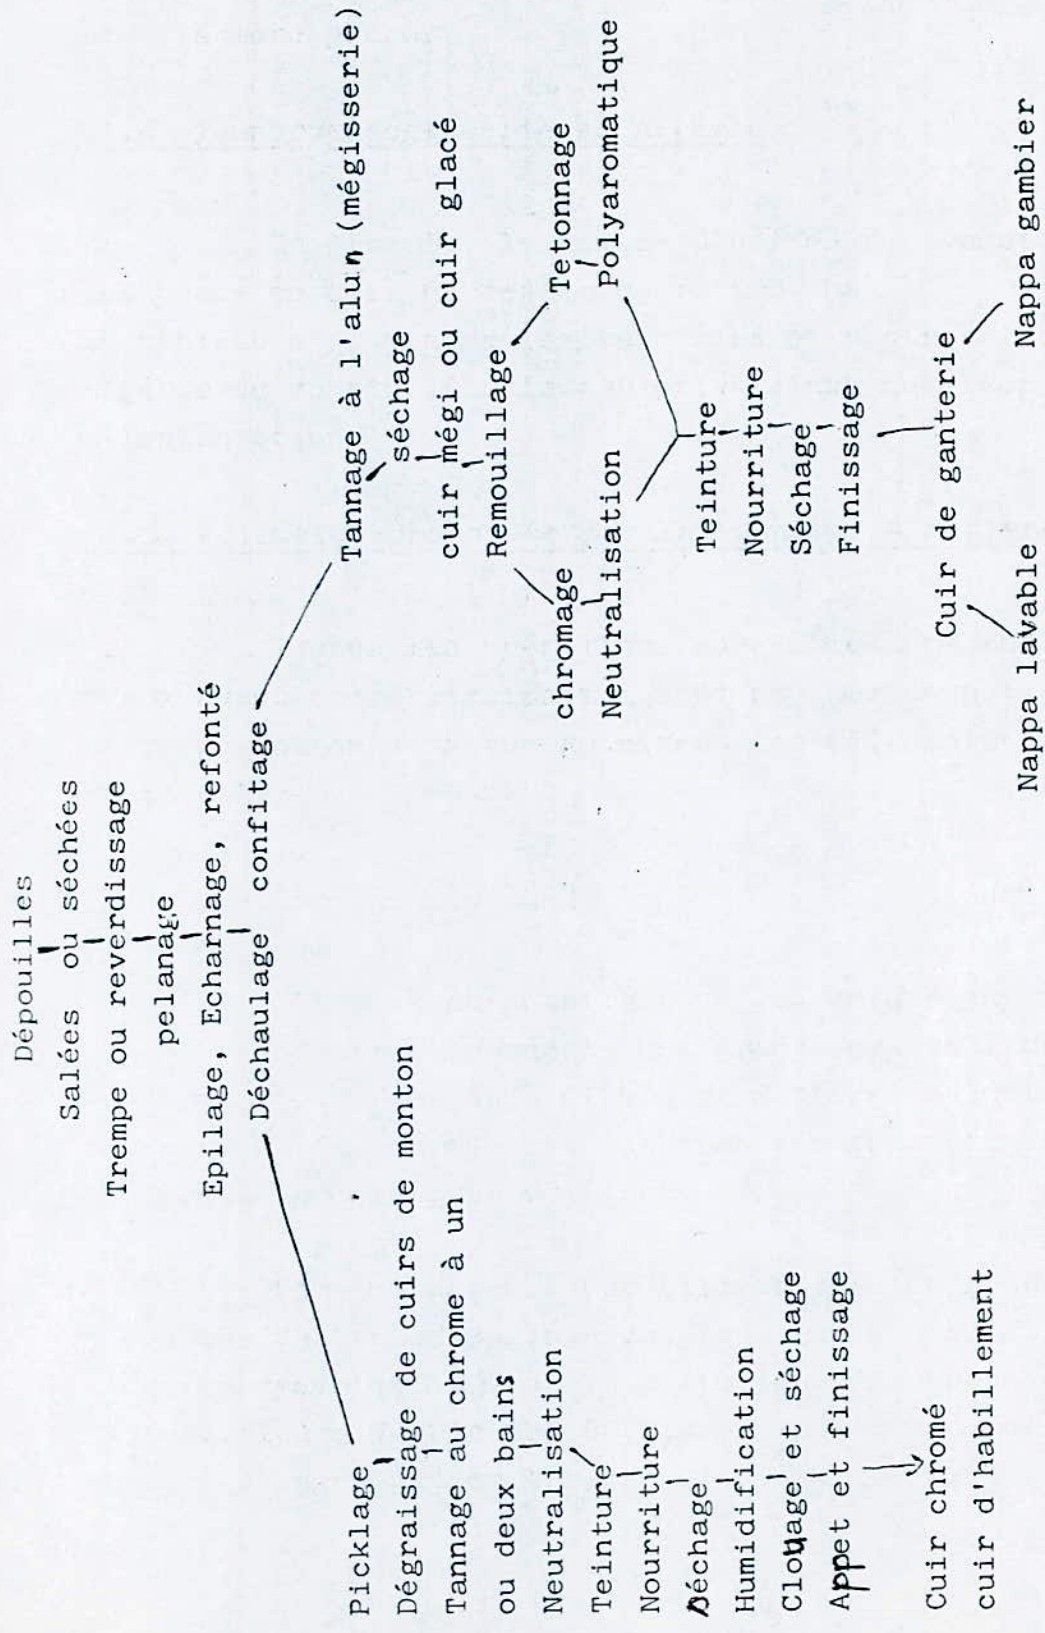 Dépouilles
Salées ou séchées
Trempe ou reverdissage
pelanage
Epilage, Echarnage, refonté
Déchaulage confitage
Picklage
Dégraissage de cuirs de monton
Tannage au chrome à un
ou deux bains
Neutralisation
Teinture
Nourriture
Séchage
Humidification
Clouage et séchage
Appet et finissage
Cuir chromé
cuir d'habillement
Tannage à l'alun (mégisserie)
séchage
cuir mégi ou cuir glacé
Remouillage
chromage
Neutralisation
Tetonnage
Polyaromatique
Teinture
Nourriture
Séchage
Finissage
Cuir de ganterie
Nappa lavable
Nappa gambier